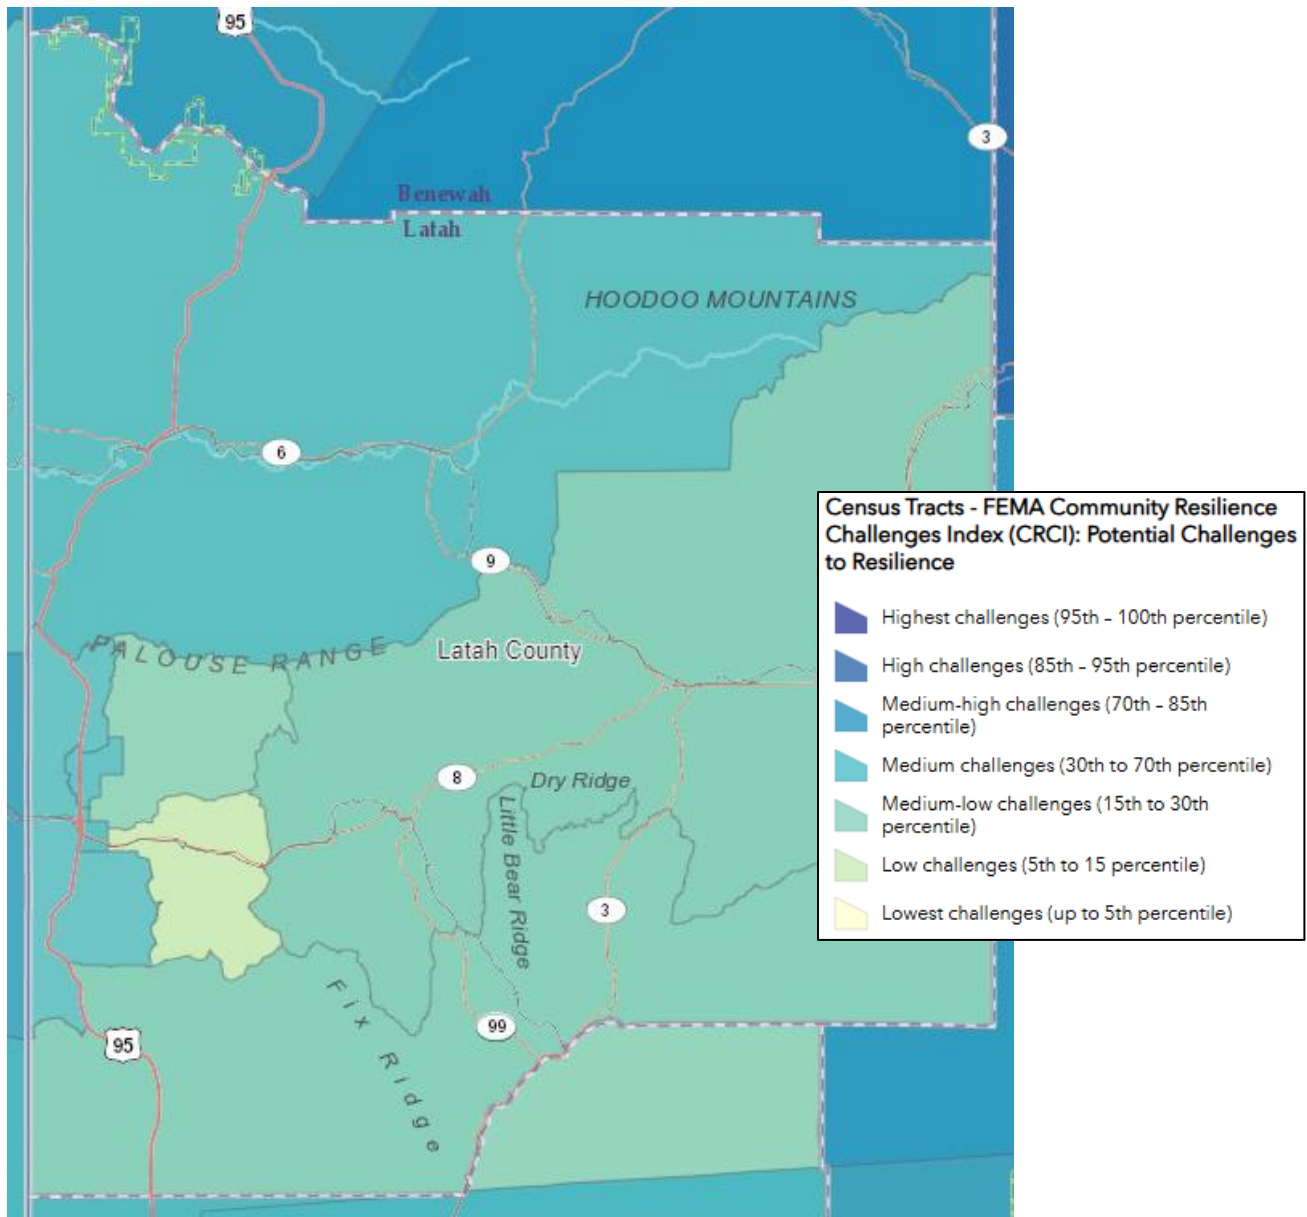 95
3
Benewah
Latah
HOODOO MOUNTAINS
6
9
PALOUSE RANGE
Latah County
8
Dry Ridge
Little Bear Ridge
3
Fix Ridge
99
95
Census Tracts - FEMA Community Resilience
Challenges Index (CRCI): Potential Challenges
to Resilience
Highest challenges (95th - 100th percentile)
High challenges (85th - 95th percentile)
Medium-high challenges (70th - 85th
percentile)
Medium challenges (30th to 70th percentile)
Medium-low challenges (15th to 30th
percentile)
Low challenges (5th to 15 percentile)
Lowest challenges (up to 5th percentile)